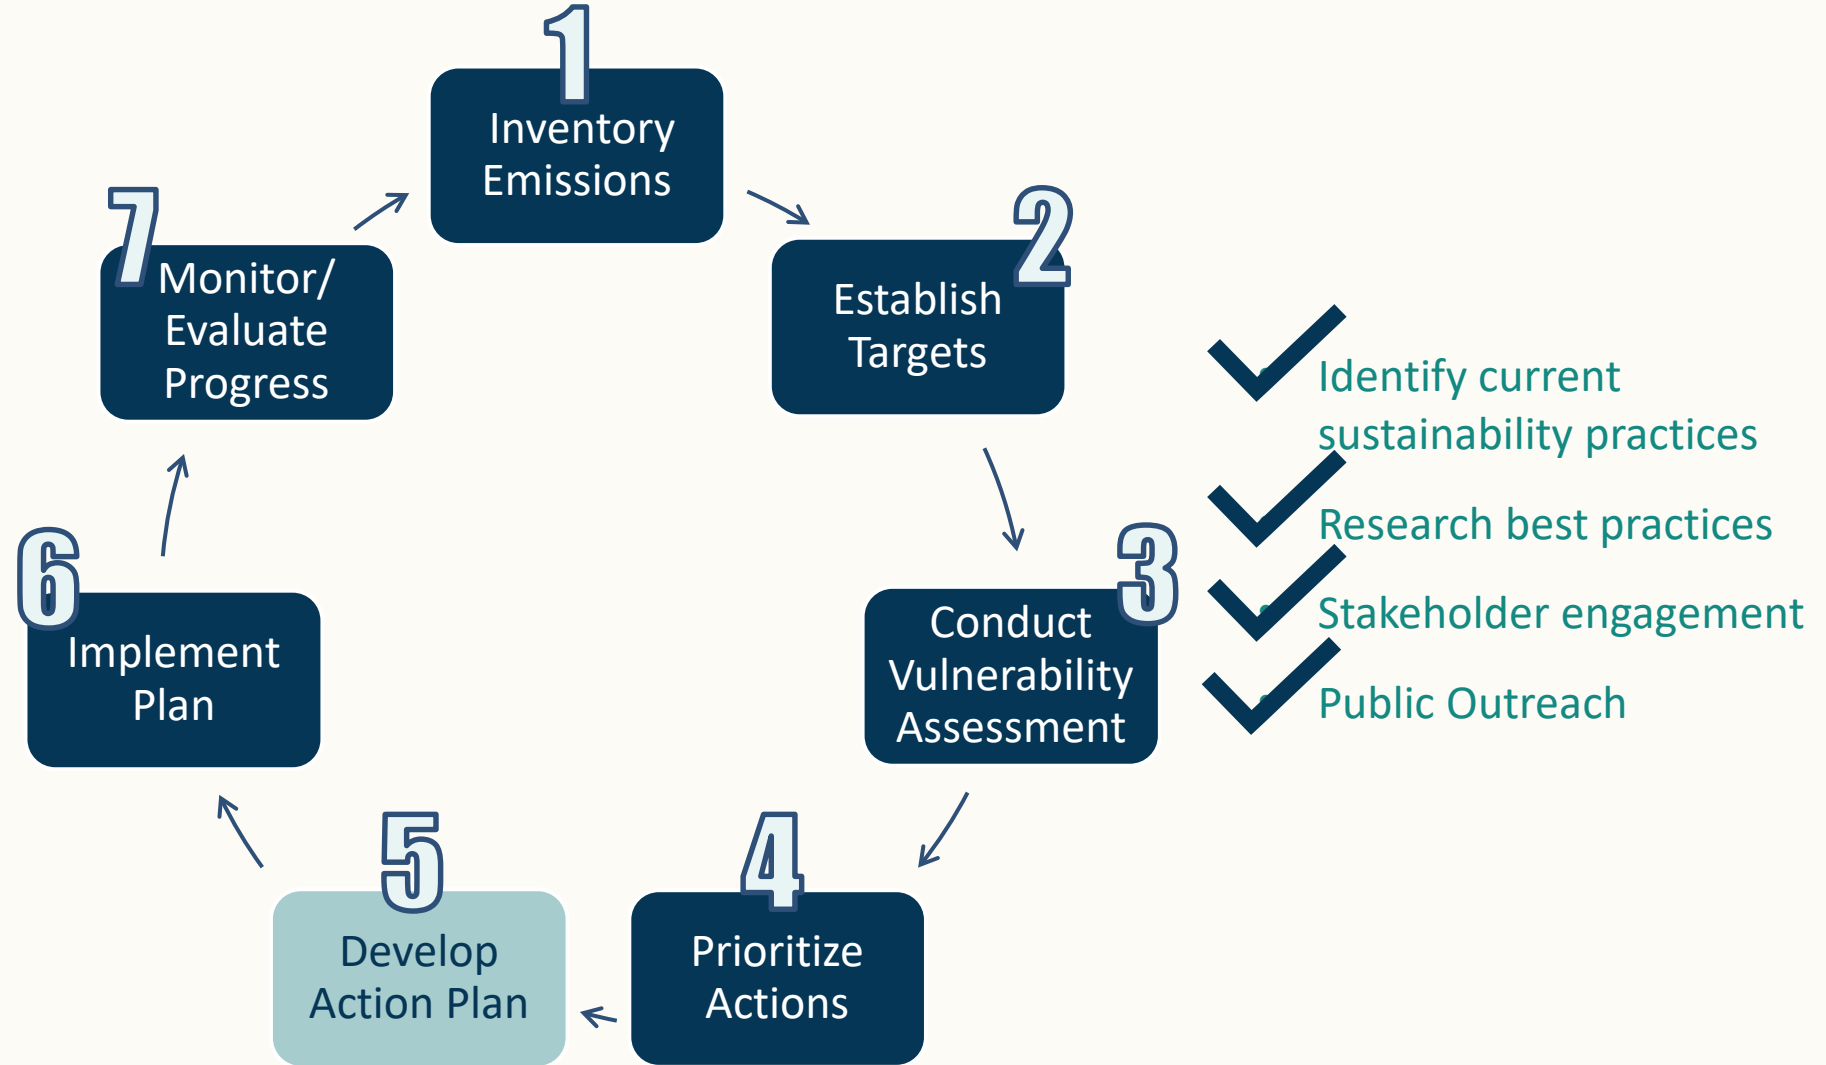 1
Inventory
Emissions
2
Establish
Targets
3
Conduct
Vulnerability
Assessment
4
Prioritize
Actions
5
Develop
Action Plan
6
Implement
Plan
7
Monitor/
Evaluate
Progress
Identify current
sustainability practices
Research best practices
Stakeholder engagement
Public Outreach